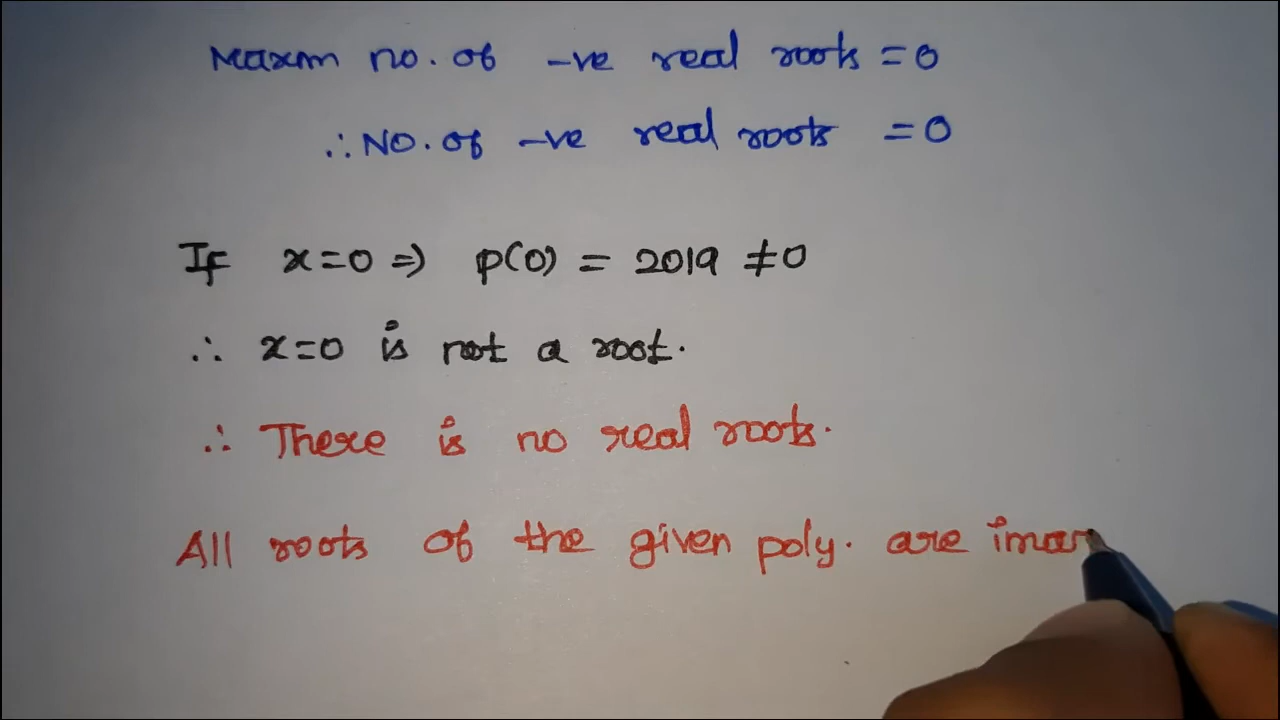 Maxm no. of -ve real roots = 0
∴ No. of -ve real roots = 0
If x=0 ⇒ p(0) = 2019 ≠0
∴ x=0 is not a root.
∴ There is no real roots.
All roots of the given poly. are imag